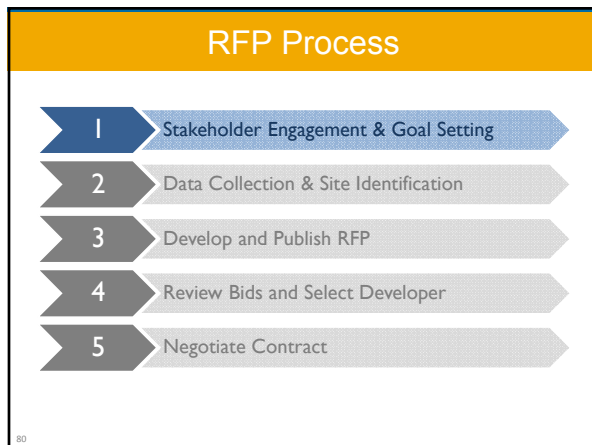 RFP Process
1
Stakeholder Engagement & Goal Setting
2
Data Collection & Site Identification
3
Develop and Publish RFP
4
Review Bids and Select Developer
5
Negotiate Contract
80